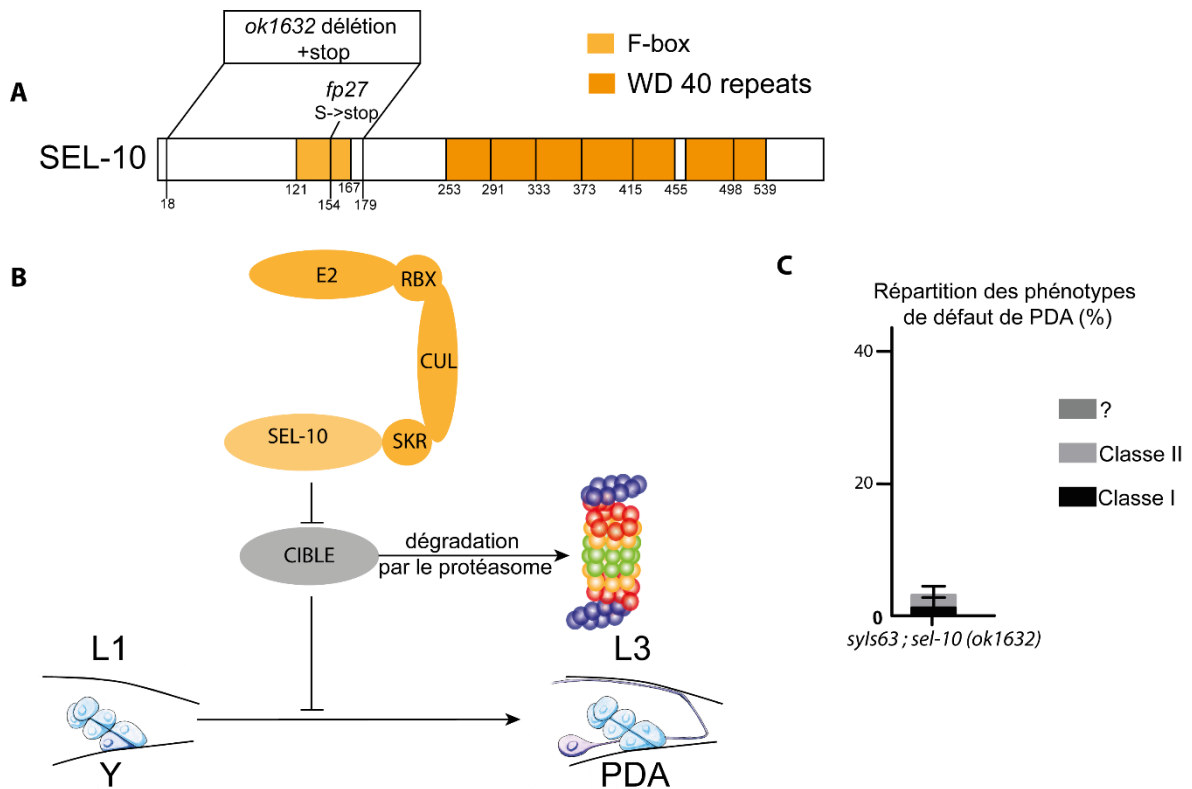 A
ok1632 délétion
+stop
fp27
S->stop
F-box
WD 40 repeats
SEL-10
18
121
154
167
179
253
291
333
373
415
455
498
539
B
E2
RBX
CUL
SEL-10
SKR
CIBLE
dégradation
par le protéasome
L1
Y
L3
PDA
C
Répartition des phénotypes
de défaut de PDA (%)
40
20
0
?
Classe II
Classe I
syIs63 ; sel-10 (ok1632)